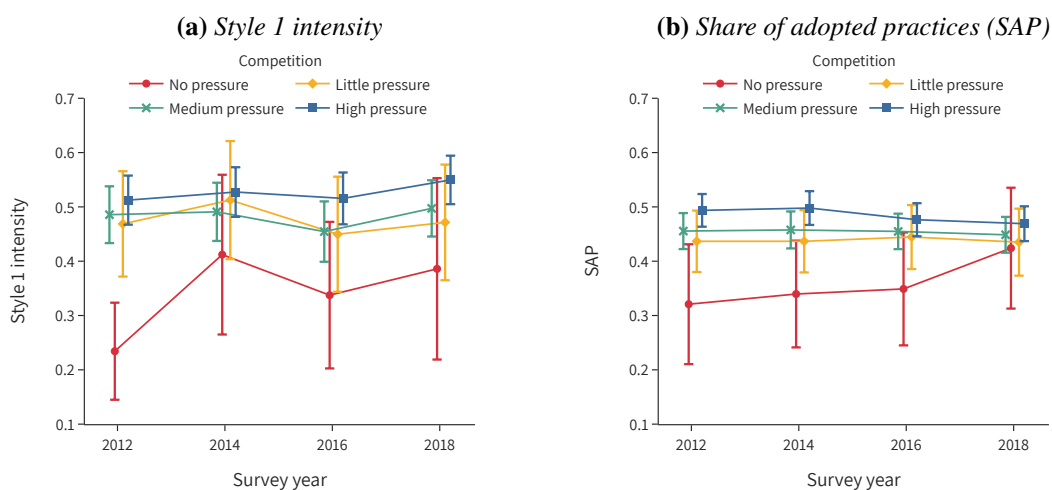 (a) Style 1 intensity
Competition
No pressure
Little pressure
Medium pressure
High pressure
0.7
0.6
0.5
0.4
0.3
0.2
0.1
Style 1 intensity
2012
2014
2016
2018
Survey year
(b) Share of adopted practices (SAP)
Competition
No pressure
Little pressure
Medium pressure
High pressure
0.7
0.6
0.5
0.4
0.3
0.2
0.1
SAP
2012
2014
2016
2018
Survey year